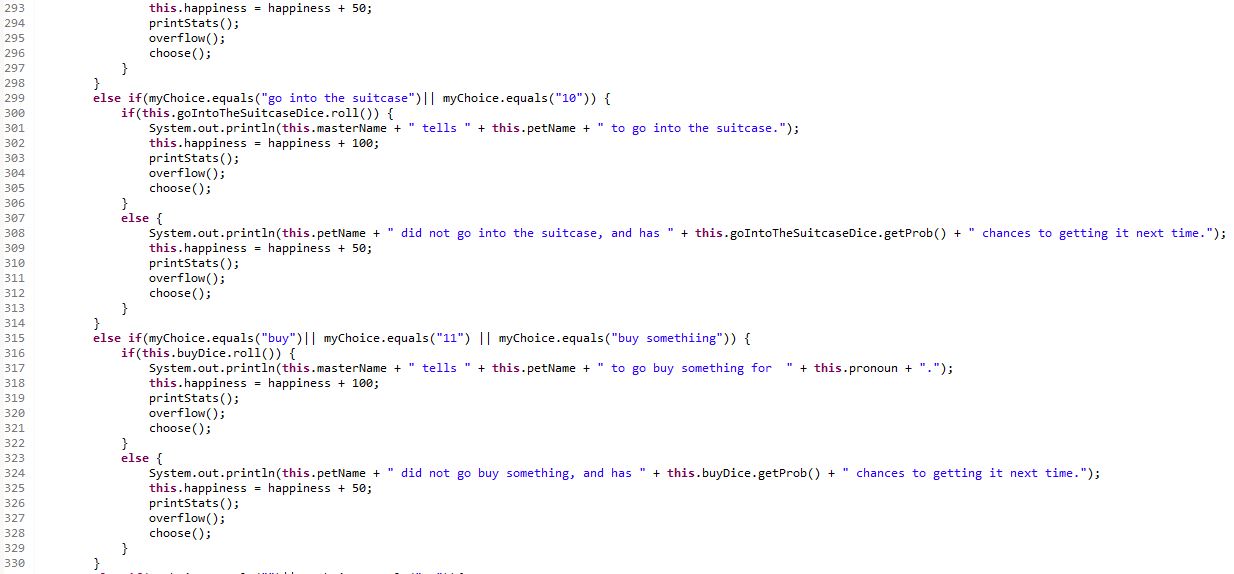 293 this.happiness = happiness + 50;
294 printStats();
295 overflow();
296 choose();
297 }
298 }
299 else if(myChoice.equals("go into the suitcase")|| myChoice.equals("10")) {
300 if(this.goIntoTheSuitcaseDice.roll()) {
301 System.out.println(this.masterName + " tells " + this.petName + " to go into the suitcase.");
302 this.happiness = happiness + 100;
303 printStats();
304 overflow();
305 choose();
306 }
307 else {
308 System.out.println(this.petName + " did not go into the suitcase, and has " + this.goIntoTheSuitcaseDice.getProb() + " chances to getting it next time.");
309 this.happiness = happiness + 50;
310 printStats();
311 overflow();
312 choose();
313 }
314 }
315 else if(myChoice.equals("buy")|| myChoice.equals("11") || myChoice.equals("buy somethiing")) {
316 if(this.buyDice.roll()) {
317 System.out.println(this.masterName + " tells " + this.petName + " to go buy something for  " + this.pronoun + ".");
318 this.happiness = happiness + 100;
319 printStats();
320 overflow();
321 choose();
322 }
323 else {
324 System.out.println(this.petName + " did not go buy something, and has " + this.buyDice.getProb() + " chances to getting it next time.");
325 this.happiness = happiness + 50;
326 printStats();
327 overflow();
328 choose();
329 }
330 }